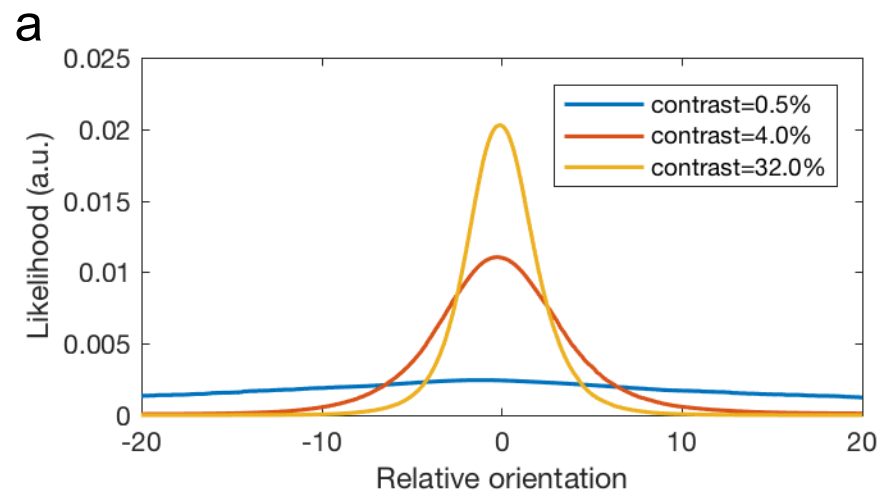 a
0.025
0.02
0.015
0.01
0.005
0
Likelihood (a.u.)
contrast=0.5%
contrast=4.0%
contrast=32.0%
-20 -10 0 10 20
Relative orientation